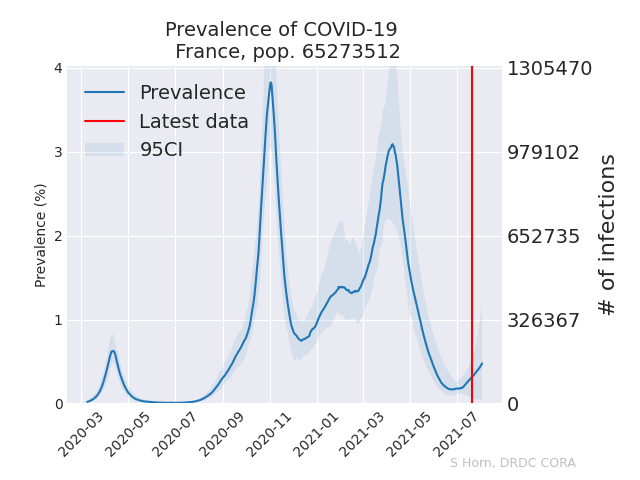 Prevalence of COVID-19
France, pop. 65273512
Prevalence
Latest data
95CI
Prevalence (%)
4
3
2
1
0
1305470
979102
652735
326367
0
# of infections
2020-03
2020-05
2020-07
2020-09
2020-11
2021-01
2021-03
2021-05
2021-07
S Horn, DRDC CORA